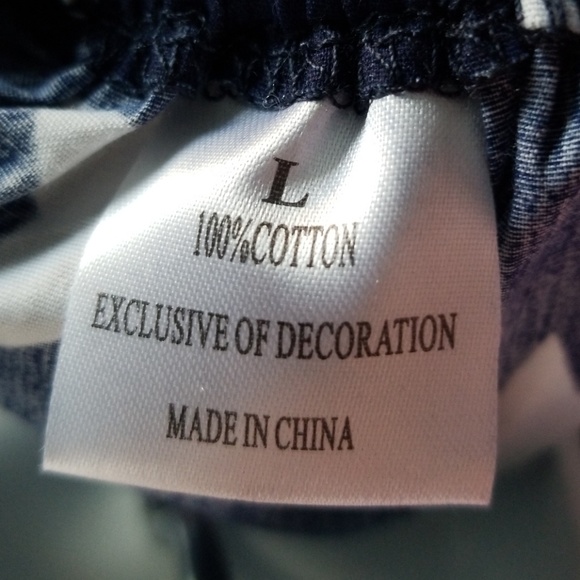 L
100%COTTON
EXCLUSIVE OF DECORATION
MADE IN CHINA